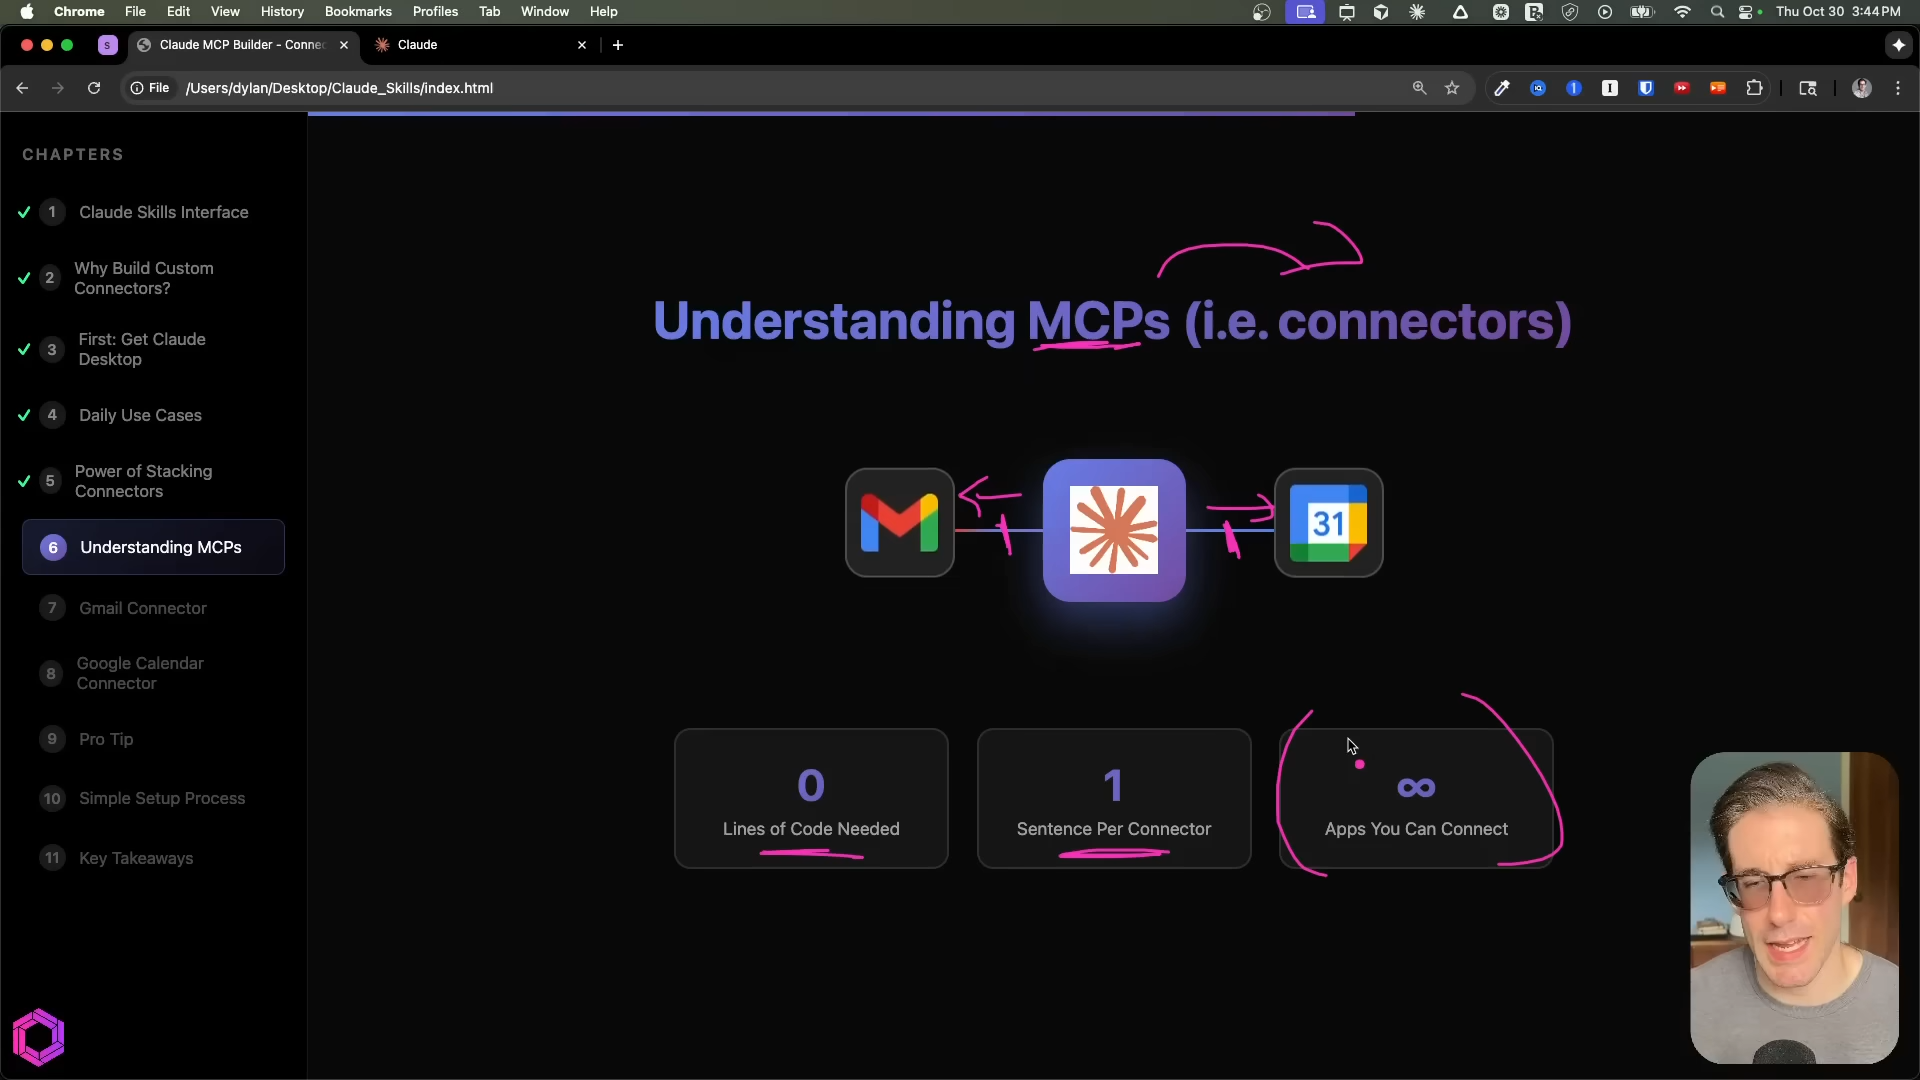 Chrome File Edit View History Bookmarks Profiles Tab Window Help
Thu Oct 30 3:44 PM
S
Claude MCP Builder - Connec
Claude
File
/Users/dylan/Desktop/Claude_Skills/index.html
CHAPTERS
1 Claude Skills Interface
2 Why Build Custom
Connectors?
3 First: Get Claude
Desktop
4 Daily Use Cases
5 Power of Stacking
Connectors
6 Understanding MCPs
7 Gmail Connector
8 Google Calendar
Connector
9 Pro Tip
10 Simple Setup Process
11 Key Takeaways
Understanding MCPs (i.e. connectors)
31
0
Lines of Code Needed
1
Sentence Per Connector
∞
Apps You Can Connect